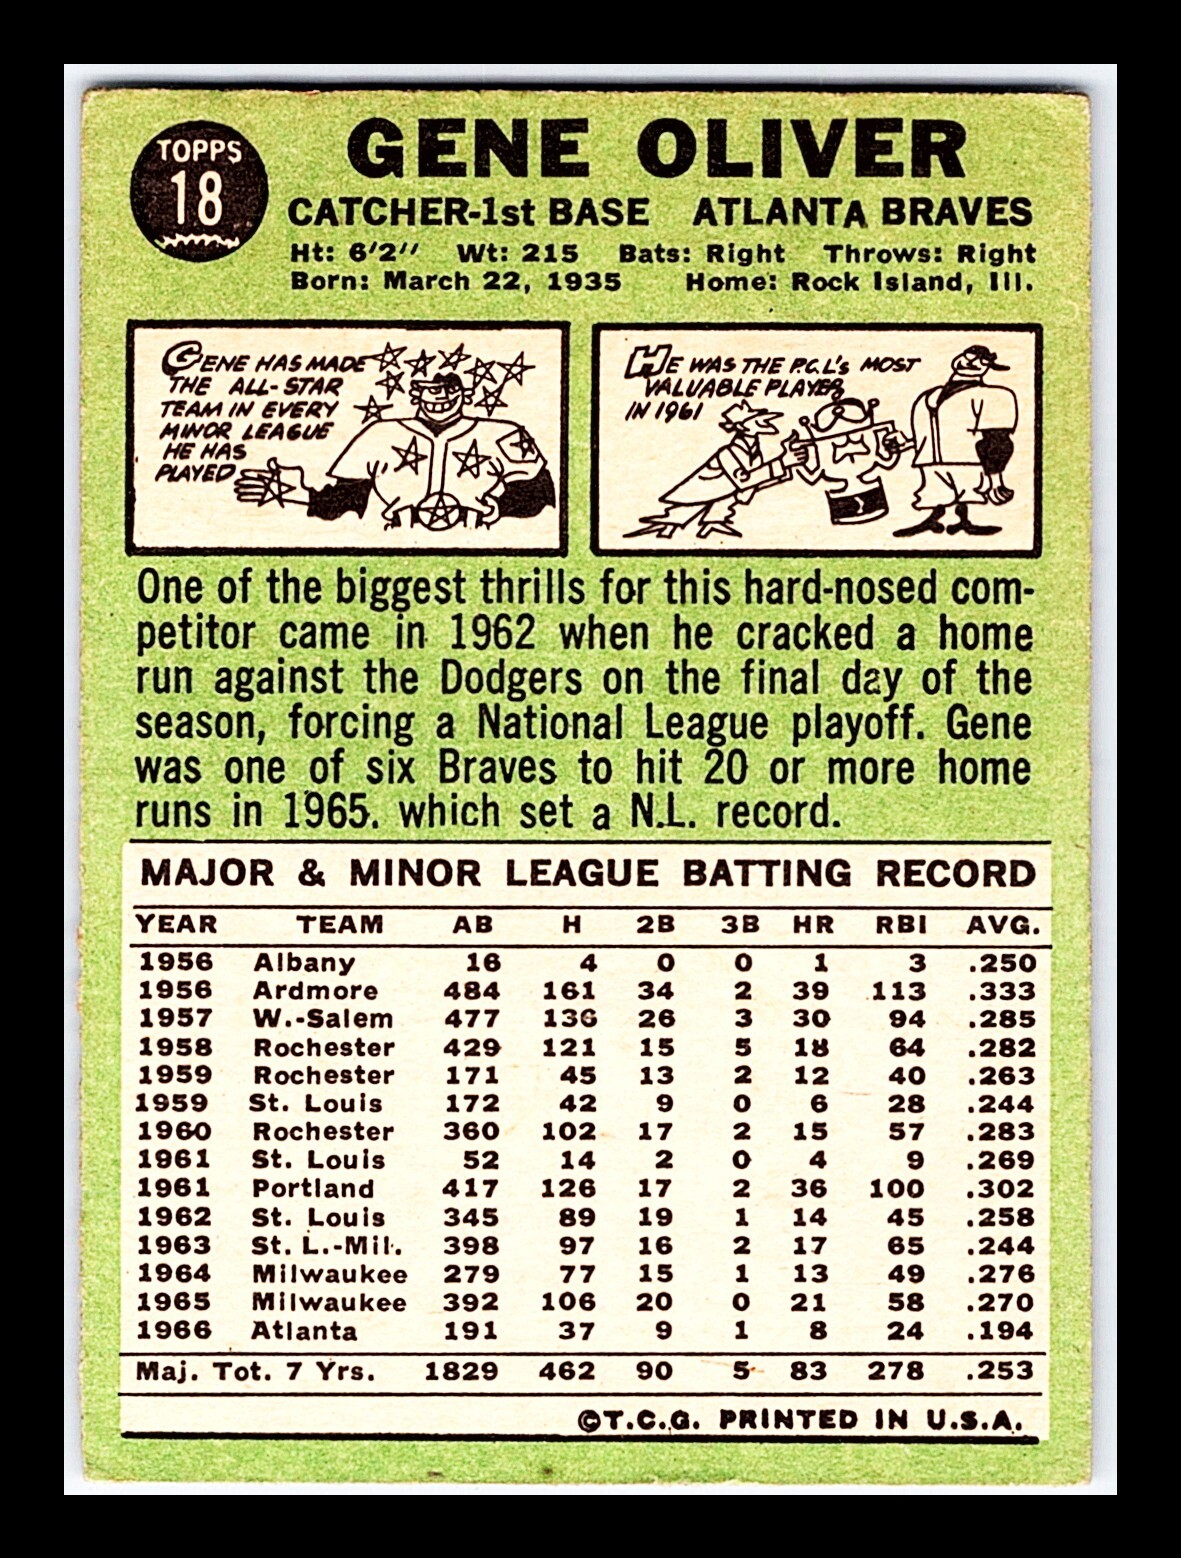 TOPPS
18
GENE OLIVER
CATCHER-1st BASE ATLANTA BRAVES
Ht: 6'2" Wt: 215 Bats: Right Throws: Right
Born: March 22, 1935 Home: Rock Island, Ill.
GENE HAS MADE
THE ALL-STAR
TEAM IN EVERY
MINOR LEAGUE
HE HAS
PLAYED
HE WAS THE P.C.L's MOST
VALUABLE PLAYER
IN 1961
One of the biggest thrills for this hard-nosed com-
petitor came in 1962 when he cracked a home
run against the Dodgers on the final day of the
season, forcing a National League playoff. Gene
was one of six Braves to hit 20 or more home
runs in 1965. which set a N.L. record.
MAJOR & MINOR LEAGUE BATTING RECORD
YEAR TEAM AB H 2B 3B HR RBI AVG.
1956 Albany 16 4 0 0 1 3 .250
1956 Ardmore 484 161 34 2 39 113 .333
1957 W.-Salem 477 136 26 3 30 94 .285
1958 Rochester 429 121 15 5 18 64 .282
1959 Rochester 171 45 13 2 12 40 .263
1959 St. Louis 172 42 9 0 6 28 .244
1960 Rochester 360 102 17 2 15 57 .283
1961 St. Louis 52 14 2 0 4 9 .269
1961 Portland 417 126 17 2 36 100 .302
1962 St. Louis 345 89 19 1 14 45 .258
1963 St. L.-Mil. 398 97 16 2 17 65 .244
1964 Milwaukee 279 77 15 1 13 49 .276
1965 Milwaukee 392 106 20 0 21 58 .270
1966 Atlanta 191 37 9 1 8 24 .194
Maj. Tot. 7 Yrs. 1829 462 90 5 83 278 .253
©T.C.G. PRINTED IN U.S.A.